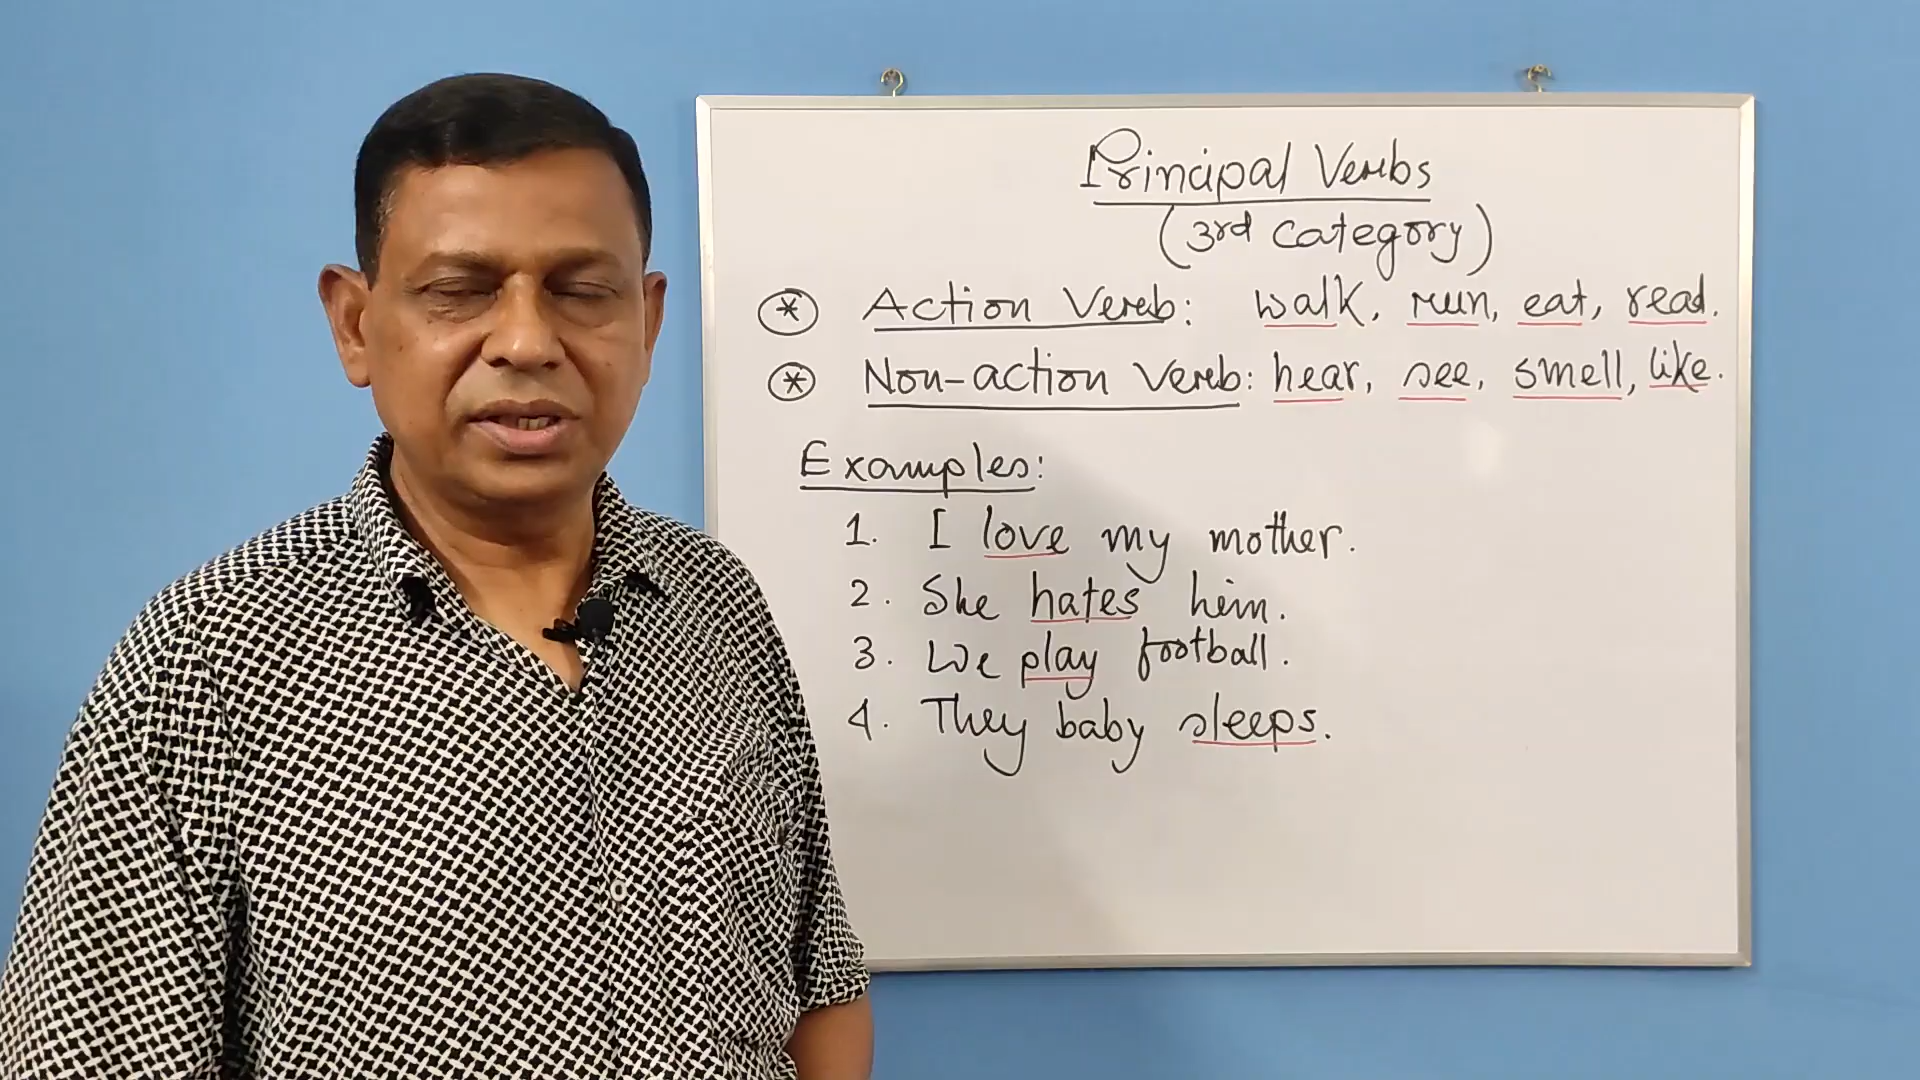 Principal Verbs
(3rd Category)
* Action Verb: walk, run, eat, read.
* Non-action Verb: hear, see, smell, like.
Examples:
1. I love my mother.
2. She hates him.
3. We play football.
4. They baby sleeps.